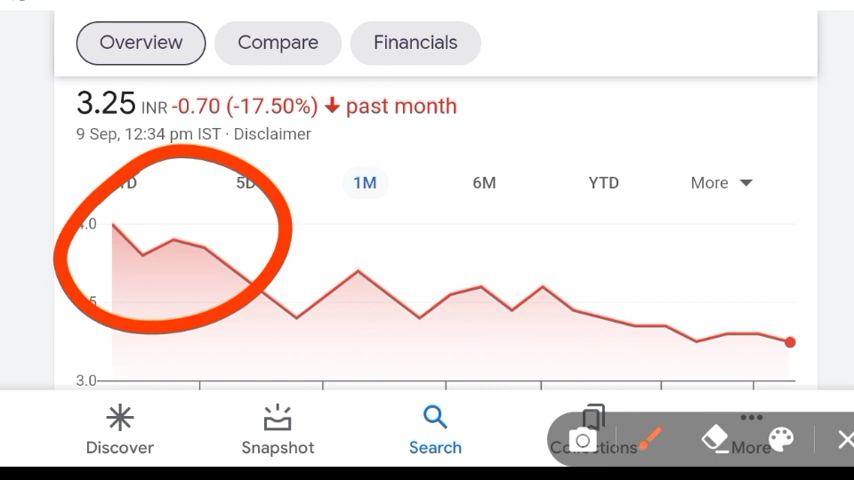 Overview Compare Financials
3.25 INR -0.70 (-17.50%) past month
9 Sep, 12:34 pm IST · Disclaimer
1M 6M YTD More
3.0
Discover Snapshot Search Collections More